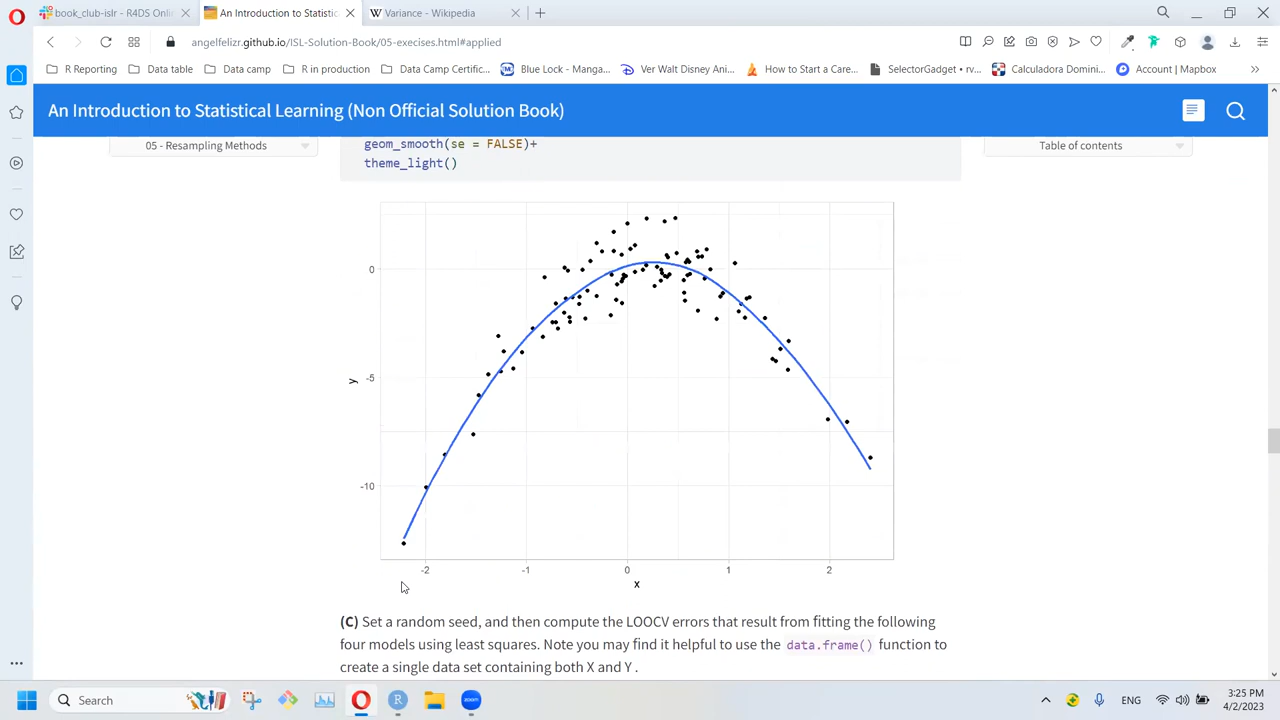 book_club-islr - R4DS Onli
An Introduction to Statistic
Variance - Wikipedia
angelfelizr.github.io/ISL-Solution-Book/05-execises.html#applied
R Reporting
Data table
Data camp
R in production
Data Camp Certific...
Blue Lock - Manga...
Ver Walt Disney Ani...
How to Start a Care...
SelectorGadget • rv...
Calculadora Domini...
Account | Mapbox
An Introduction to Statistical Learning (Non Official Solution Book)
05 - Resampling Methods
Table of contents
geom_smooth(se = FALSE)+
theme_light()
0
-5
-10
y
-2
-1
0
1
2
x
(C) Set a random seed, and then compute the LOOCV errors that result from fitting the following
four models using least squares. Note you may find it helpful to use the data.frame() function to
create a single data set containing both X and Y .
Search
ENG
3:25 PM
4/2/2023